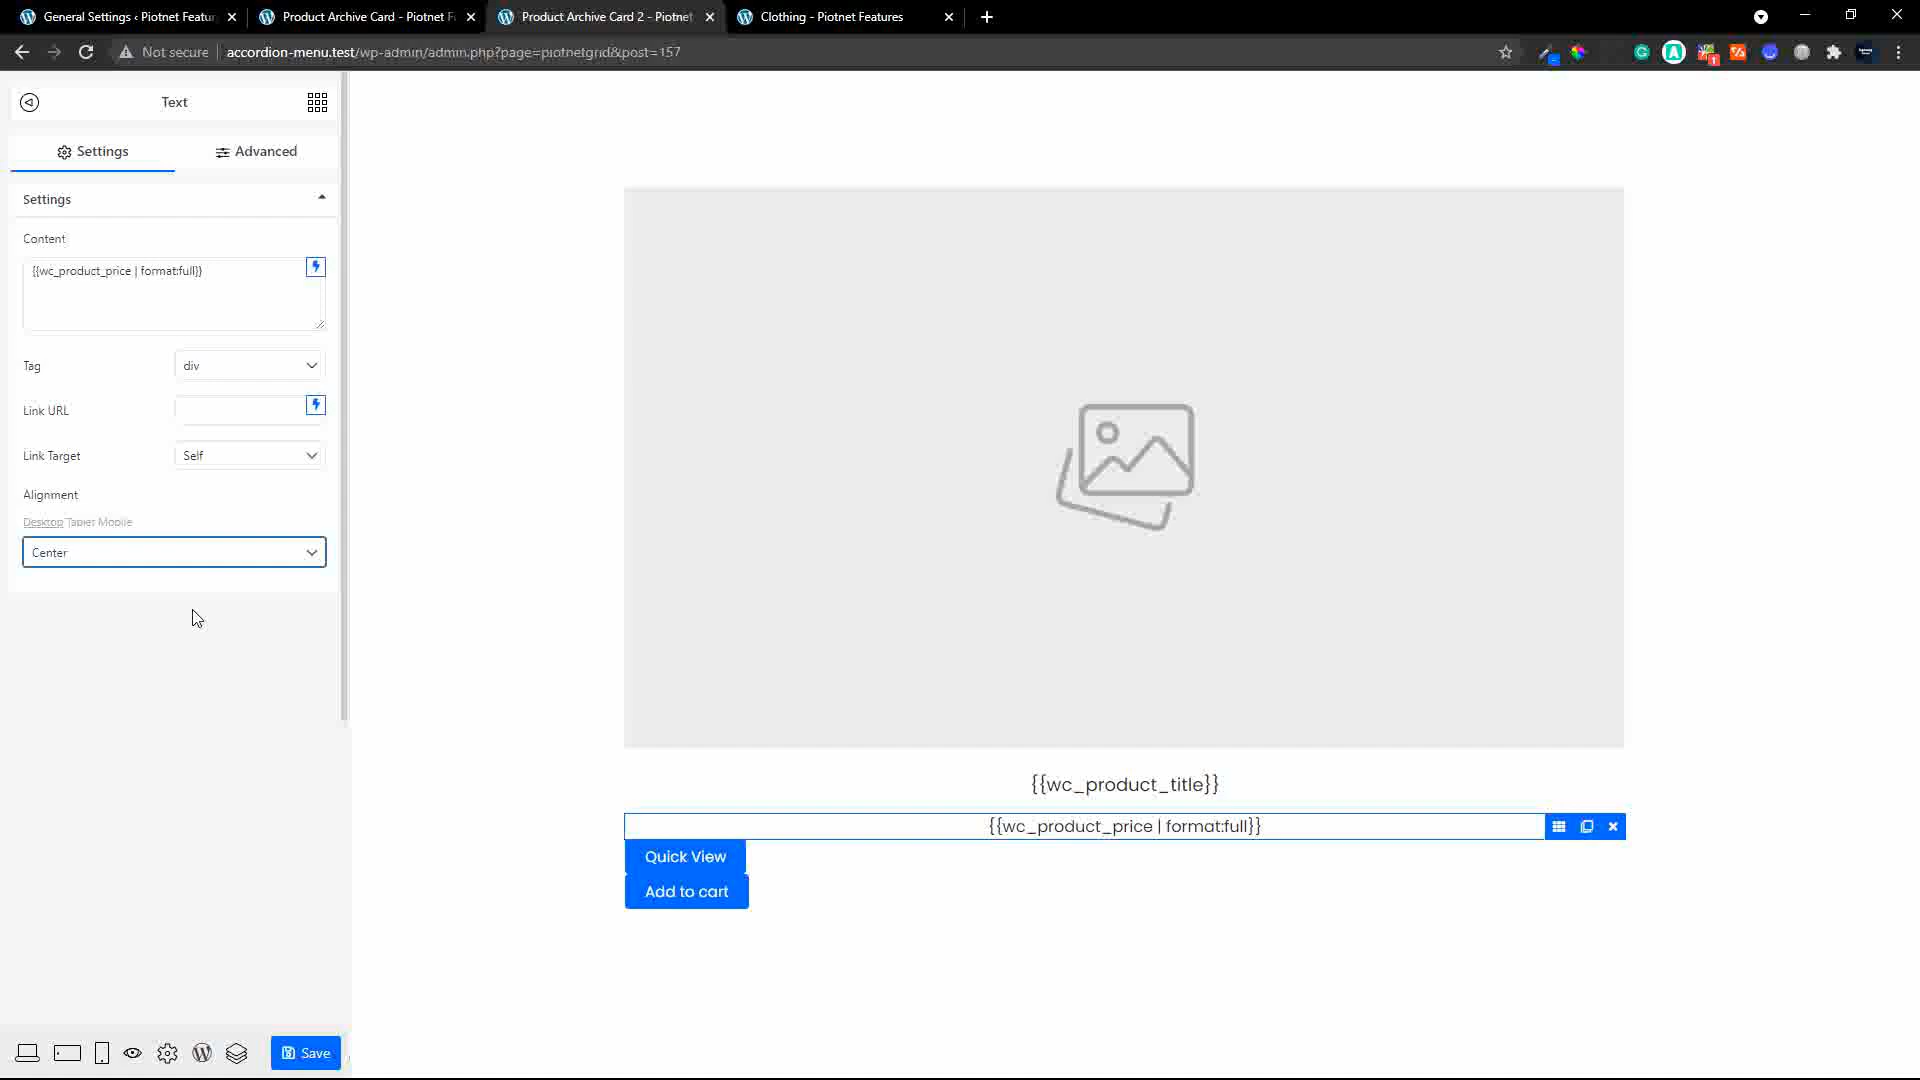 General Settings ‹ Piotnet Featur
Product Archive Card - Piotnet F
Product Archive Card 2 - Piotnet
Clothing - Piotnet Features
Not secure
accordion-menu.test/wp-admin/admin.php?page=piotnetgrid&post=157
Text
Settings
Advanced
Settings
Content
{{wc_product_price | format:full}}
Tag
div
Link URL
Link Target
Self
Alignment
Desktop Tablet Mobile
Center
{{wc_product_title}}
{{wc_product_price | format:full}}
Quick View
Add to cart
Save